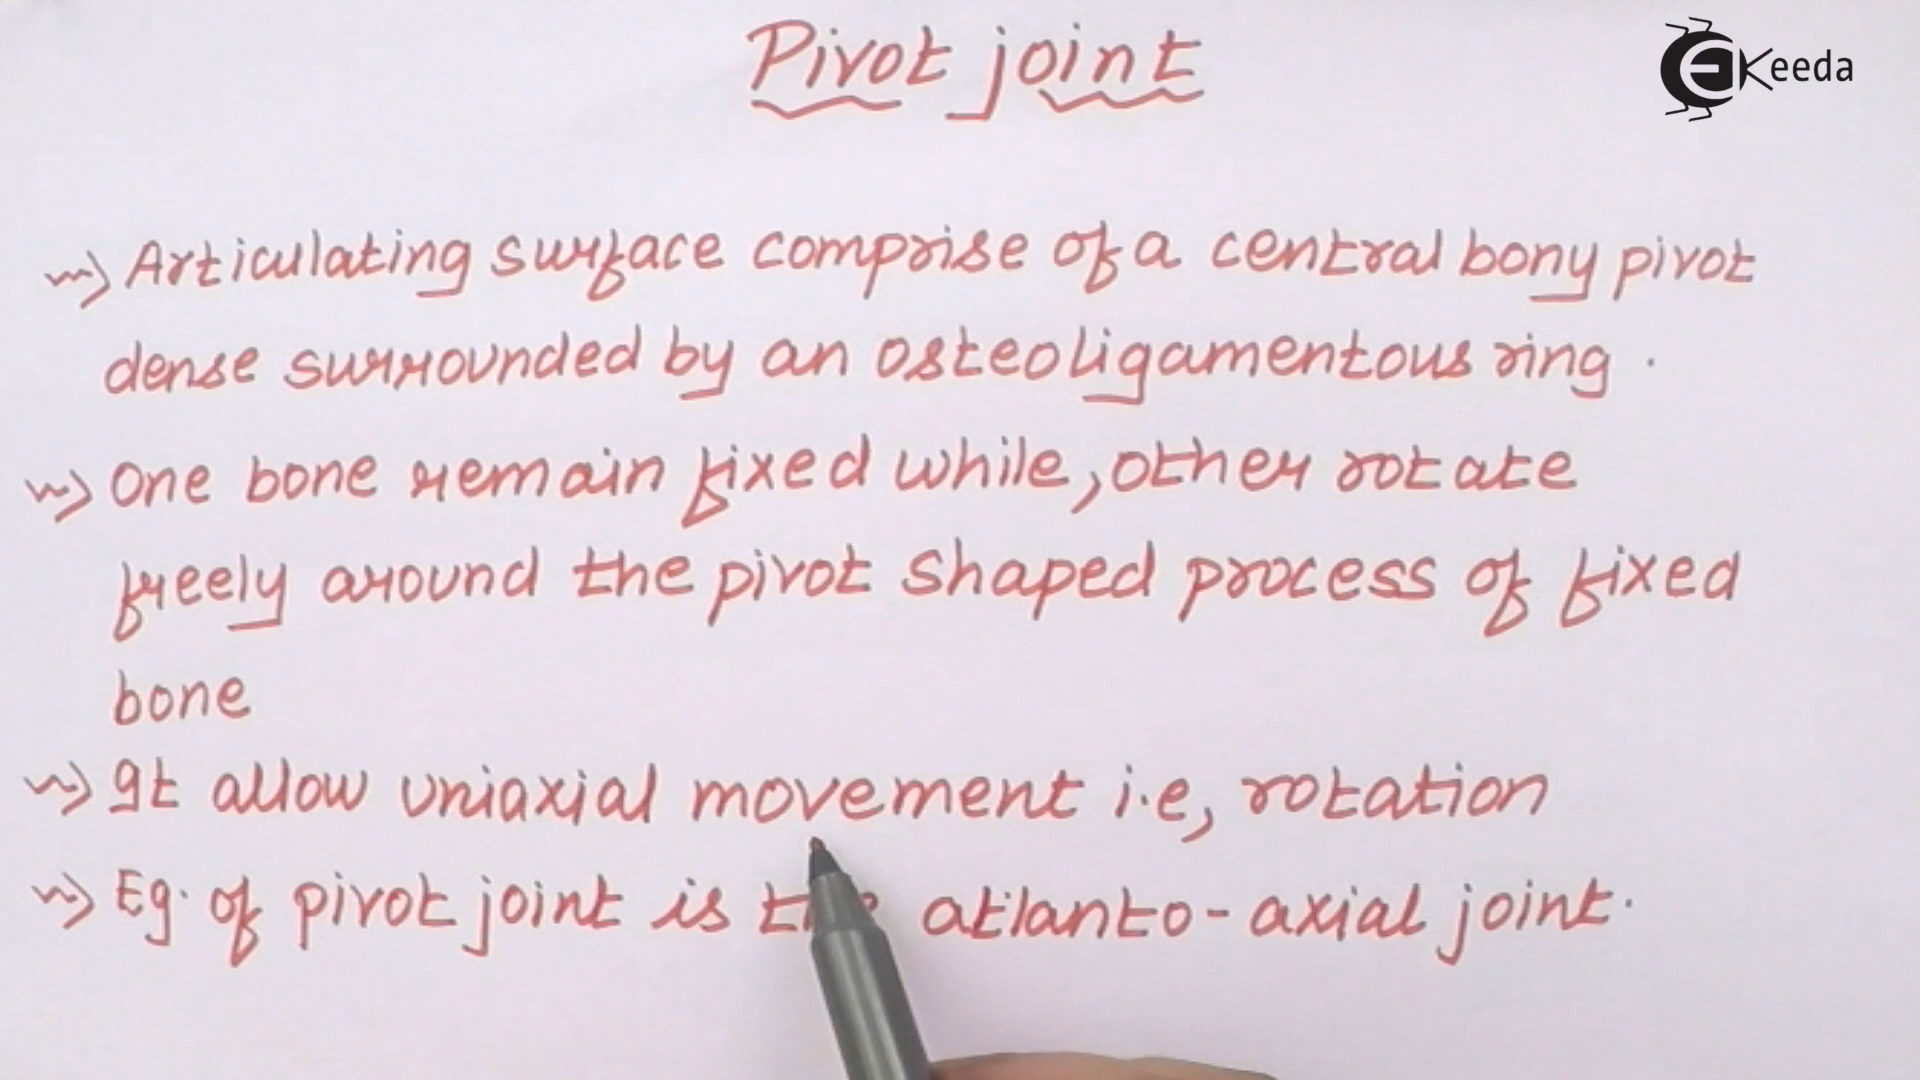 Pivot joint
EKeeda
Articulating surface comprise of a central bony pivot
dense surrounded by an osteoligamentous ring.
One bone remain fixed while, other rotate
freely around the pivot shaped process of fixed
bone
It allow uniaxial movement i.e, rotation
Eg. of pivot joint is the atlanto-axial joint.